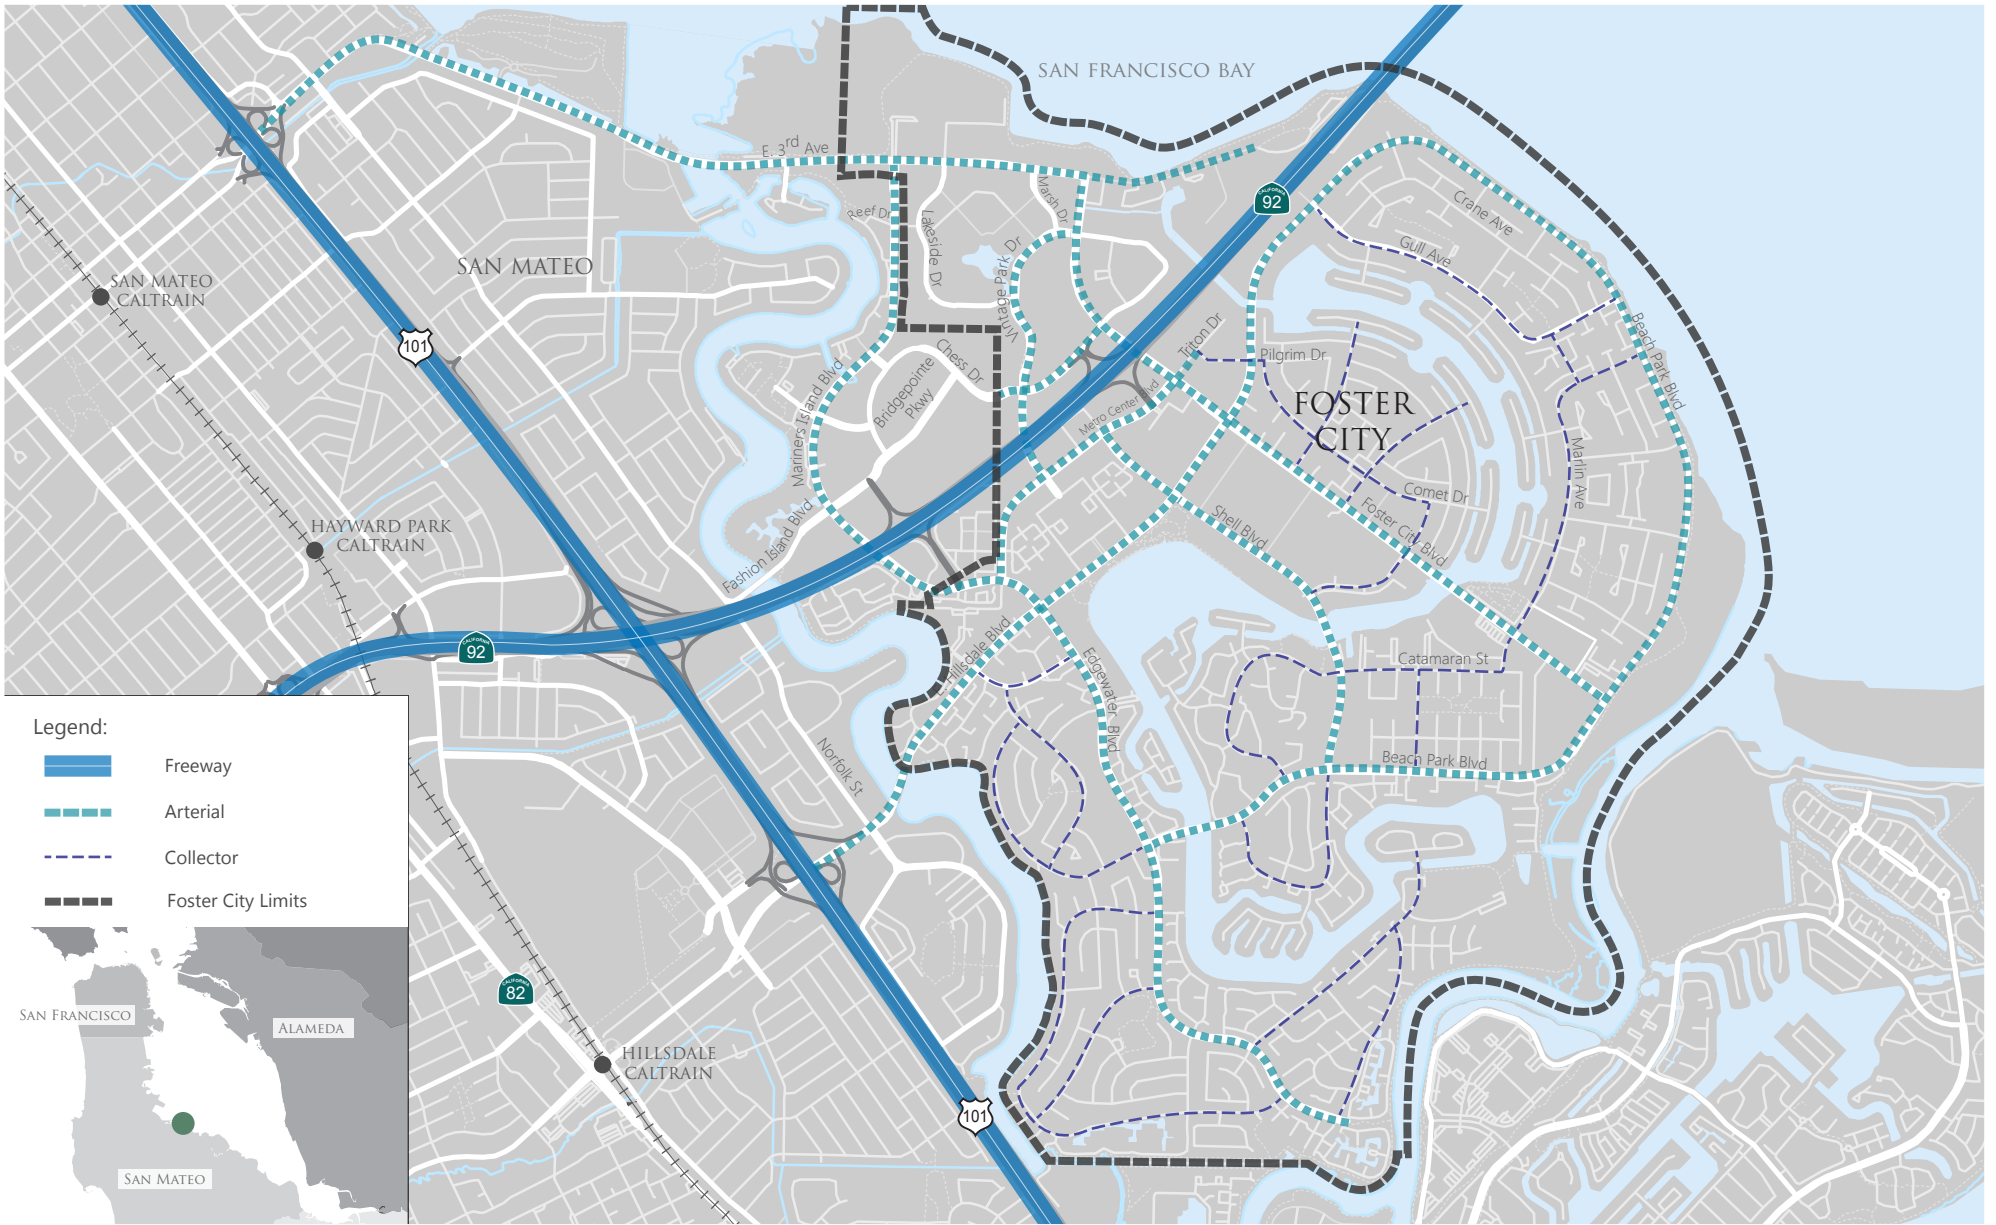 SAN FRANCISCO BAY
E. 3rd Ave
Reef Dr
Lakeside Dr
Marsh Dr
Vintage Park Dr
CALIFORNIA
92
Crane Ave
Gull Ave
SAN MATEO
SAN MATEO
CALTRAIN
101
Mariners Island Blvd
Bridgepointe
Pkwy
Chess Dr
Metro Center Blvd
Triton Dr
Pilgrim Dr
FOSTER
CITY
Beach Park Blvd
Marlin Ave
Comet Dr
Foster City Blvd
Shell Blvd
HAYWARD PARK
CALTRAIN
Fashion Island Blvd
CALIFORNIA
92
E. Hillsdale Blvd
Edgewater Blvd
Catamaran St
Beach Park Blvd
Norfolk St
CALIFORNIA
82
HILLSDALE
CALTRAIN
101
Legend:
Freeway
Arterial
Collector
Foster City Limits
SAN FRANCISCO
ALAMEDA
SAN MATEO